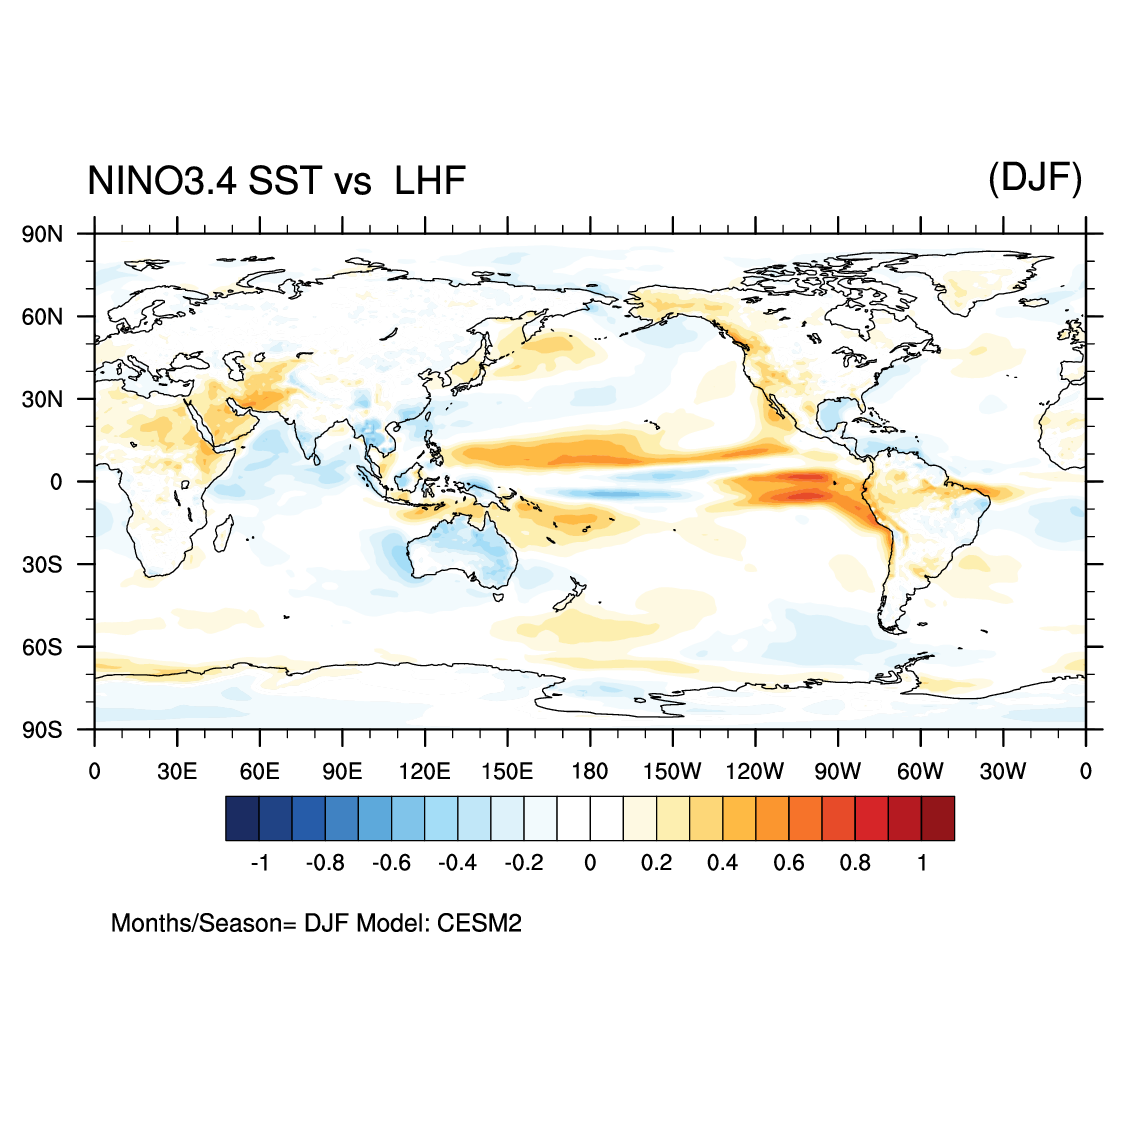 NINO3.4 SST vs  LHF (DJF)
90N
60N
30N
0
30S
60S
90S
0 30E 60E 90E 120E 150E 180 150W 120W 90W 60W 30W 0
-1 -0.8 -0.6 -0.4 -0.2 0 0.2 0.4 0.6 0.8 1
Months/Season= DJF Model: CESM2